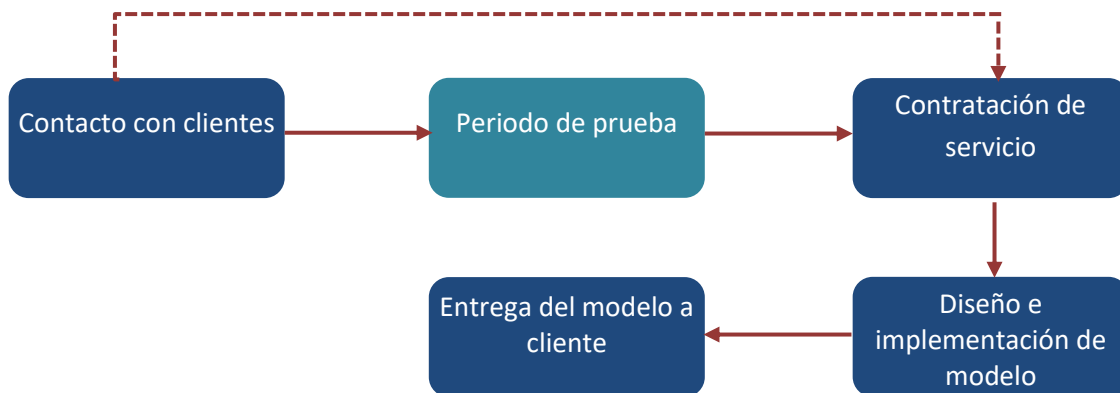 Contacto con clientes
Periodo de prueba
Contratación de
servicio
Entrega del modelo a
cliente
Diseño e
implementación de
modelo